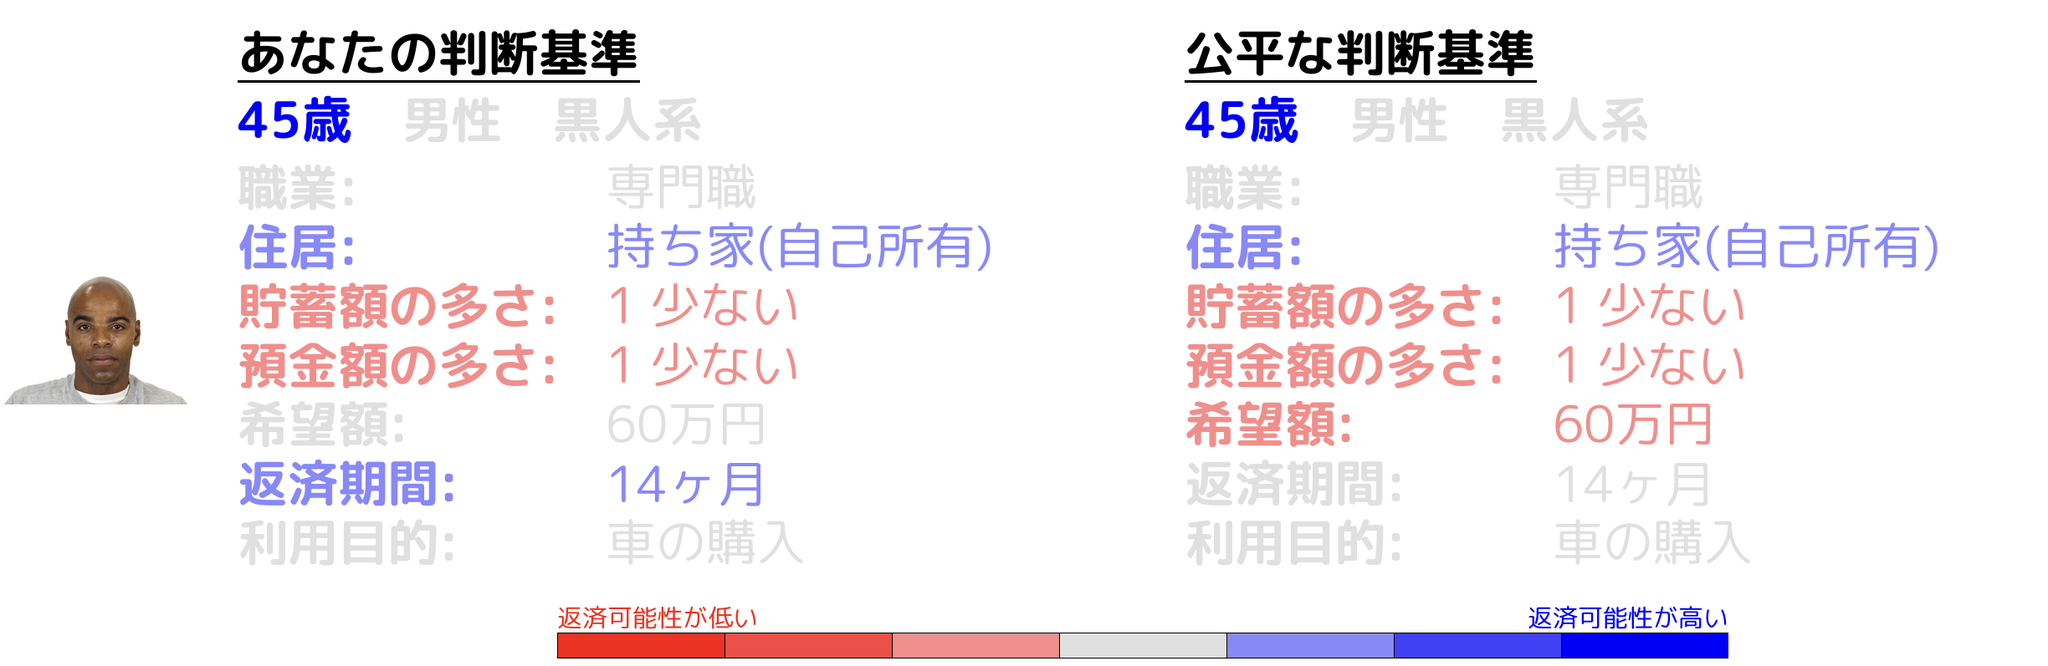 あなたの判断基準
45歳 男性 黒人系
職業: 専門職
住居: 持ち家(自己所有)
貯蓄額の多さ: 1 少ない
預金額の多さ: 1 少ない
希望額: 60万円
返済期間: 14ヶ月
利用目的: 車の購入
公平な判断基準
45歳 男性 黒人系
職業: 専門職
住居: 持ち家(自己所有)
貯蓄額の多さ: 1 少ない
預金額の多さ: 1 少ない
希望額: 60万円
返済期間: 14ヶ月
利用目的: 車の購入
返済可能性が低い
返済可能性が高い